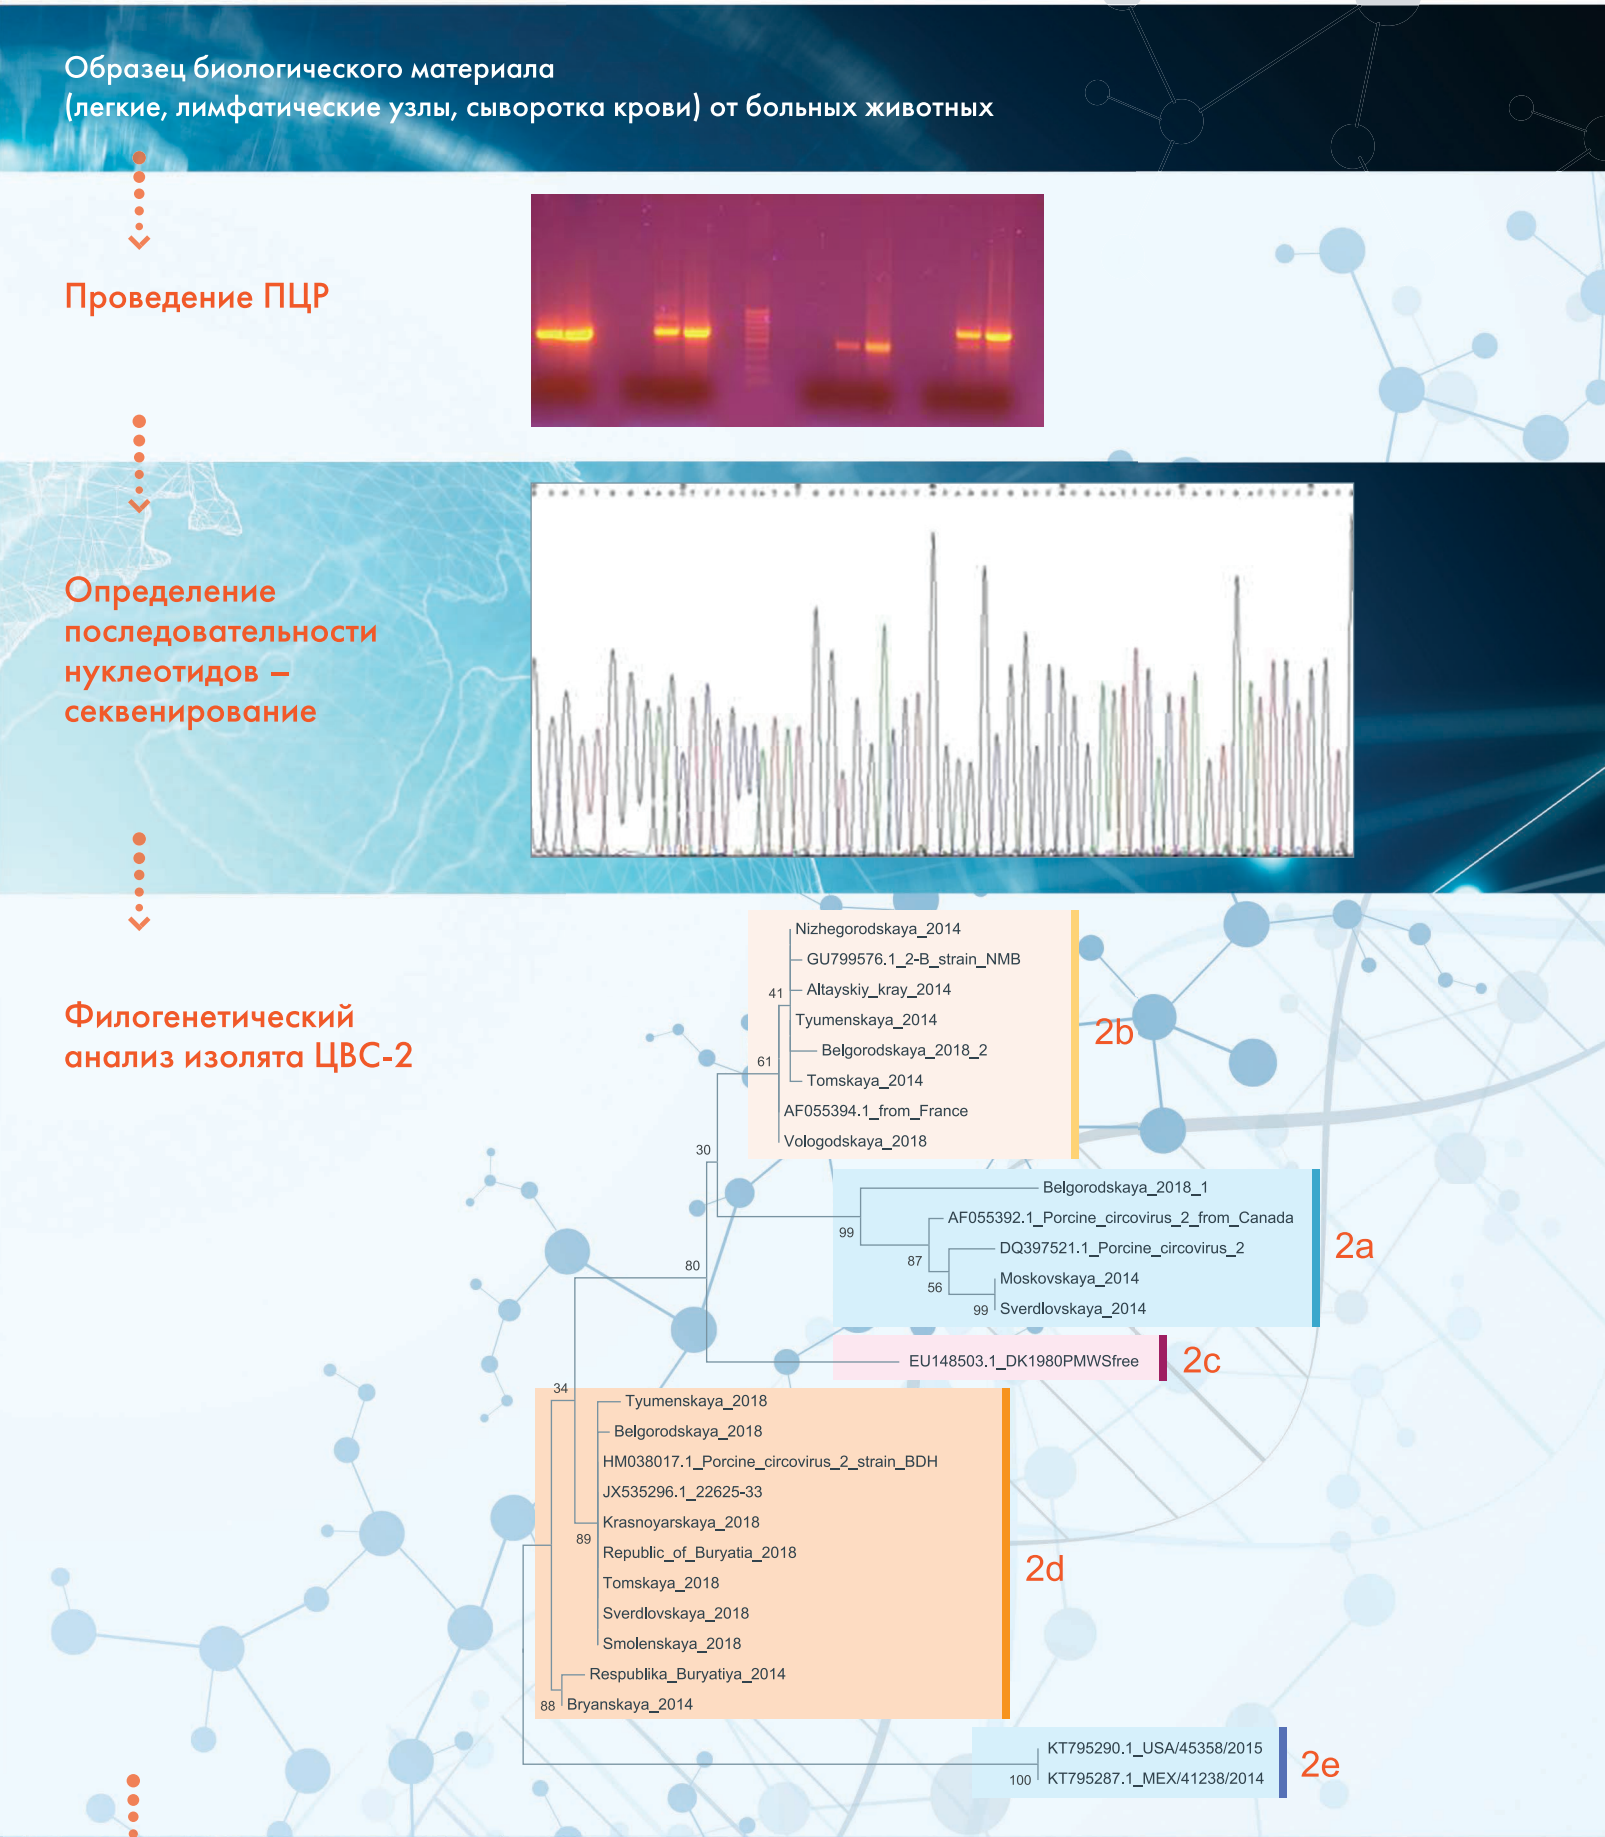 Образец биологического материала
(легкие, лимфатические узлы, сыворотка крови) от больных животных
Проведение ПЦР
Определение
последовательности
нуклеотидов –
секвенирование
Филогенетический
анализ изолята ЦВС-2
Nizhegorodskaya_2014
GU799576.1_2-B_strain_NMB
41
Altayskiy_kray_2014
Tyumenskaya_2014
2b
Belgorodskaya_2018_2
61
Tomskaya_2014
AF055394.1_from_France
Vologodskaya_2018
30
Belgorodskaya_2018_1
AF055392.1_Porcine_circovirus_2_from_Canada
99
DQ397521.1_Porcine_circovirus_2
2a
87
80
Moskovskaya_2014
56
99
Sverdlovskaya_2014
EU148503.1_DK1980PMWSfree
2c
34
Tyumenskaya_2018
Belgorodskaya_2018
HM038017.1_Porcine_circovirus_2_strain_BDH
JX535296.1_22625-33
Krasnoyarskaya_2018
89
Republic_of_Buryatia_2018
2d
Tomskaya_2018
Sverdlovskaya_2018
Smolenskaya_2018
Respublika_Buryatiya_2014
88
Bryanskaya_2014
KT795290.1_USA/45358/2015
2e
100
KT795287.1_MEX/41238/2014